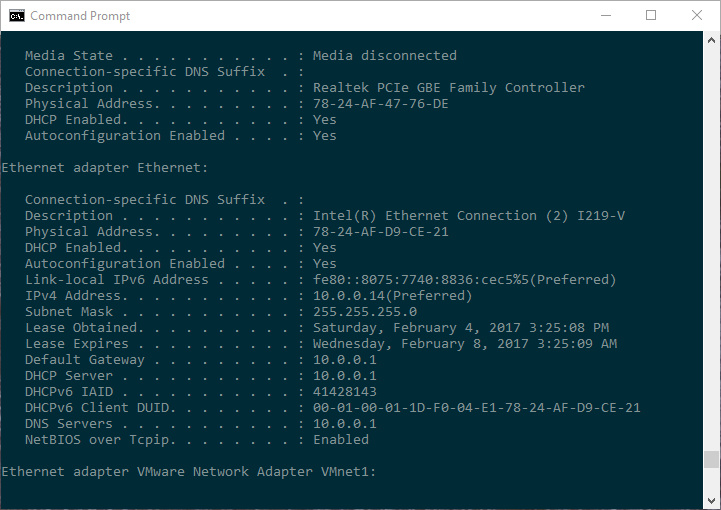 Command Prompt
Media State . . . . . . . . . . . : Media disconnected
Connection-specific DNS Suffix  . :
Description . . . . . . . . . . . : Realtek PCIe GBE Family Controller
Physical Address. . . . . . . . . : 78-24-AF-47-76-DE
DHCP Enabled. . . . . . . . . . . : Yes
Autoconfiguration Enabled . . . . : Yes
Ethernet adapter Ethernet:
Connection-specific DNS Suffix  . :
Description . . . . . . . . . . . : Intel(R) Ethernet Connection (2) I219-V
Physical Address. . . . . . . . . : 78-24-AF-D9-CE-21
DHCP Enabled. . . . . . . . . . . : Yes
Autoconfiguration Enabled . . . . : Yes
Link-local IPv6 Address . . . . . : fe80::8075:7740:8836:cec5%5(Preferred)
IPv4 Address. . . . . . . . . . . : 10.0.0.14(Preferred)
Subnet Mask . . . . . . . . . . . : 255.255.255.0
Lease Obtained. . . . . . . . . . : Saturday, February 4, 2017 3:25:08 PM
Lease Expires . . . . . . . . . . : Wednesday, February 8, 2017 3:25:09 AM
Default Gateway . . . . . . . . . : 10.0.0.1
DHCP Server . . . . . . . . . . . : 10.0.0.1
DHCPv6 IAID . . . . . . . . . . . : 41428143
DHCPv6 Client DUID. . . . . . . . : 00-01-00-01-1D-F0-04-E1-78-24-AF-D9-CE-21
DNS Servers . . . . . . . . . . . : 10.0.0.1
NetBIOS over Tcpip. . . . . . . . : Enabled
Ethernet adapter VMware Network Adapter VMnet1: